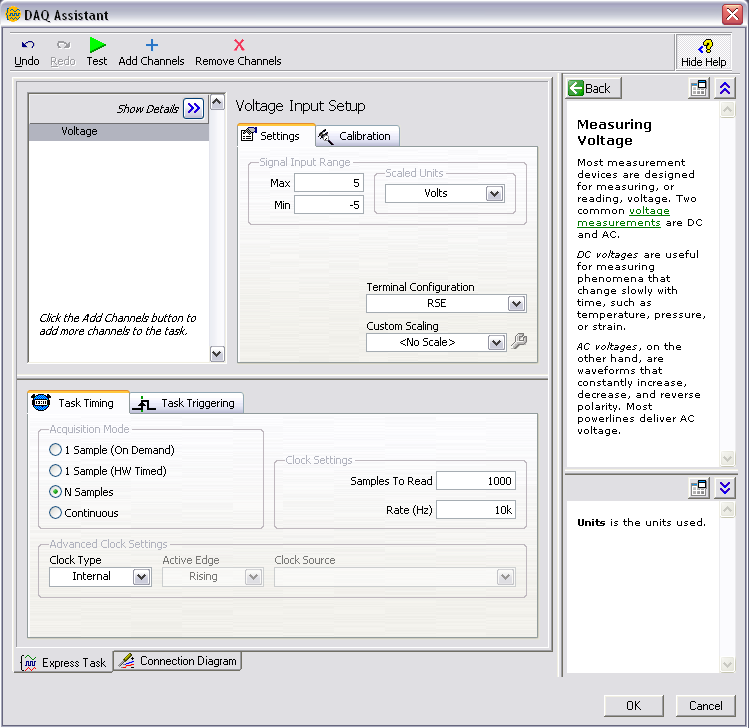 DAQ Assistant
Undo
Redo
Test
Add Channels
Remove Channels
Hide Help
Show Details
Voltage
Click the Add Channels button to
add more channels to the task.
Voltage Input Setup
Settings
Calibration
Signal Input Range
Max
5
Min
-5
Scaled Units
Volts
Terminal Configuration
RSE
Custom Scaling
<No Scale>
Task Timing
Task Triggering
Acquisition Mode
1 Sample (On Demand)
1 Sample (HW Timed)
N Samples
Continuous
Clock Settings
Samples To Read
1000
Rate (Hz)
10k
Advanced Clock Settings
Clock Type
Internal
Active Edge
Rising
Clock Source
Express Task
Connection Diagram
Back
Measuring
Voltage
Most measurement
devices are designed
for measuring, or
reading, voltage. Two
common voltage
measurements are DC
and AC.
DC voltages are useful
for measuring
phenomena that
change slowly with
time, such as
temperature, pressure,
or strain.
AC voltages, on the
other hand, are
waveforms that
constantly increase,
decrease, and reverse
polarity. Most
powerlines deliver AC
voltage.
Units is the units used.
OK
Cancel